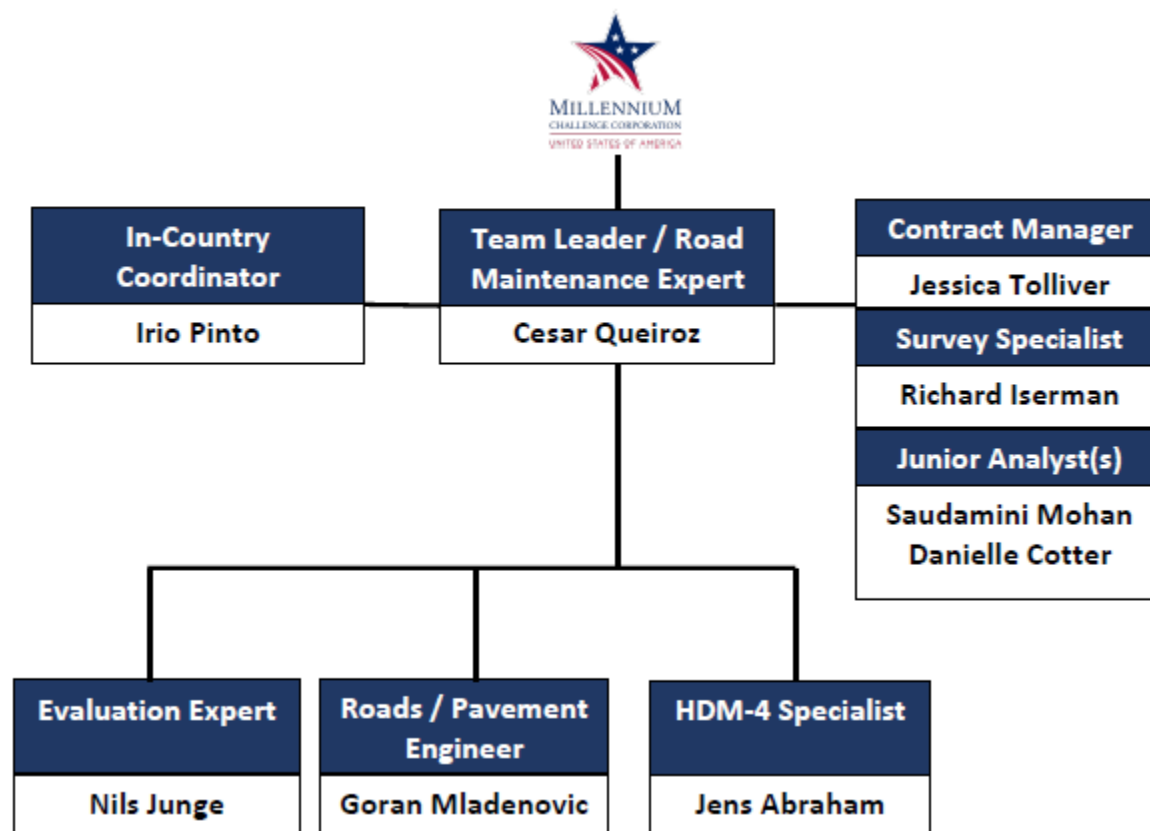 MILLENNIUM
CHALLENGE CORPORATION
UNITED STATES OF AMERICA
In-Country
Coordinator
Irio Pinto
Team Leader / Road
Maintenance Expert
Cesar Queiroz
Contract Manager
Jessica Tolliver
Survey Specialist
Richard Iserman
Junior Analyst(s)
Saudamini Mohan
Danielle Cotter
Evaluation Expert
Nils Junge
Roads / Pavement
Engineer
Goran Mladenovic
HDM-4 Specialist
Jens Abraham